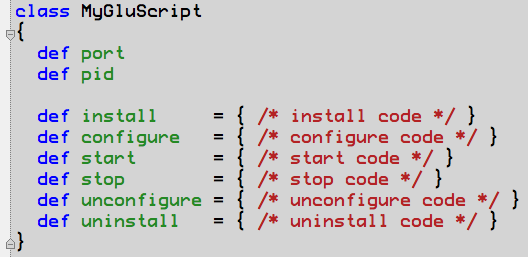 class MyGluScript
{
  def port
  def pid

  def install     = { /* install code */ }
  def configure   = { /* configure code */ }
  def start       = { /* start code */ }
  def stop        = { /* stop code */ }
  def unconfigure = { /* unconfigure code */ }
  def uninstall   = { /* uninstall code */ }
}